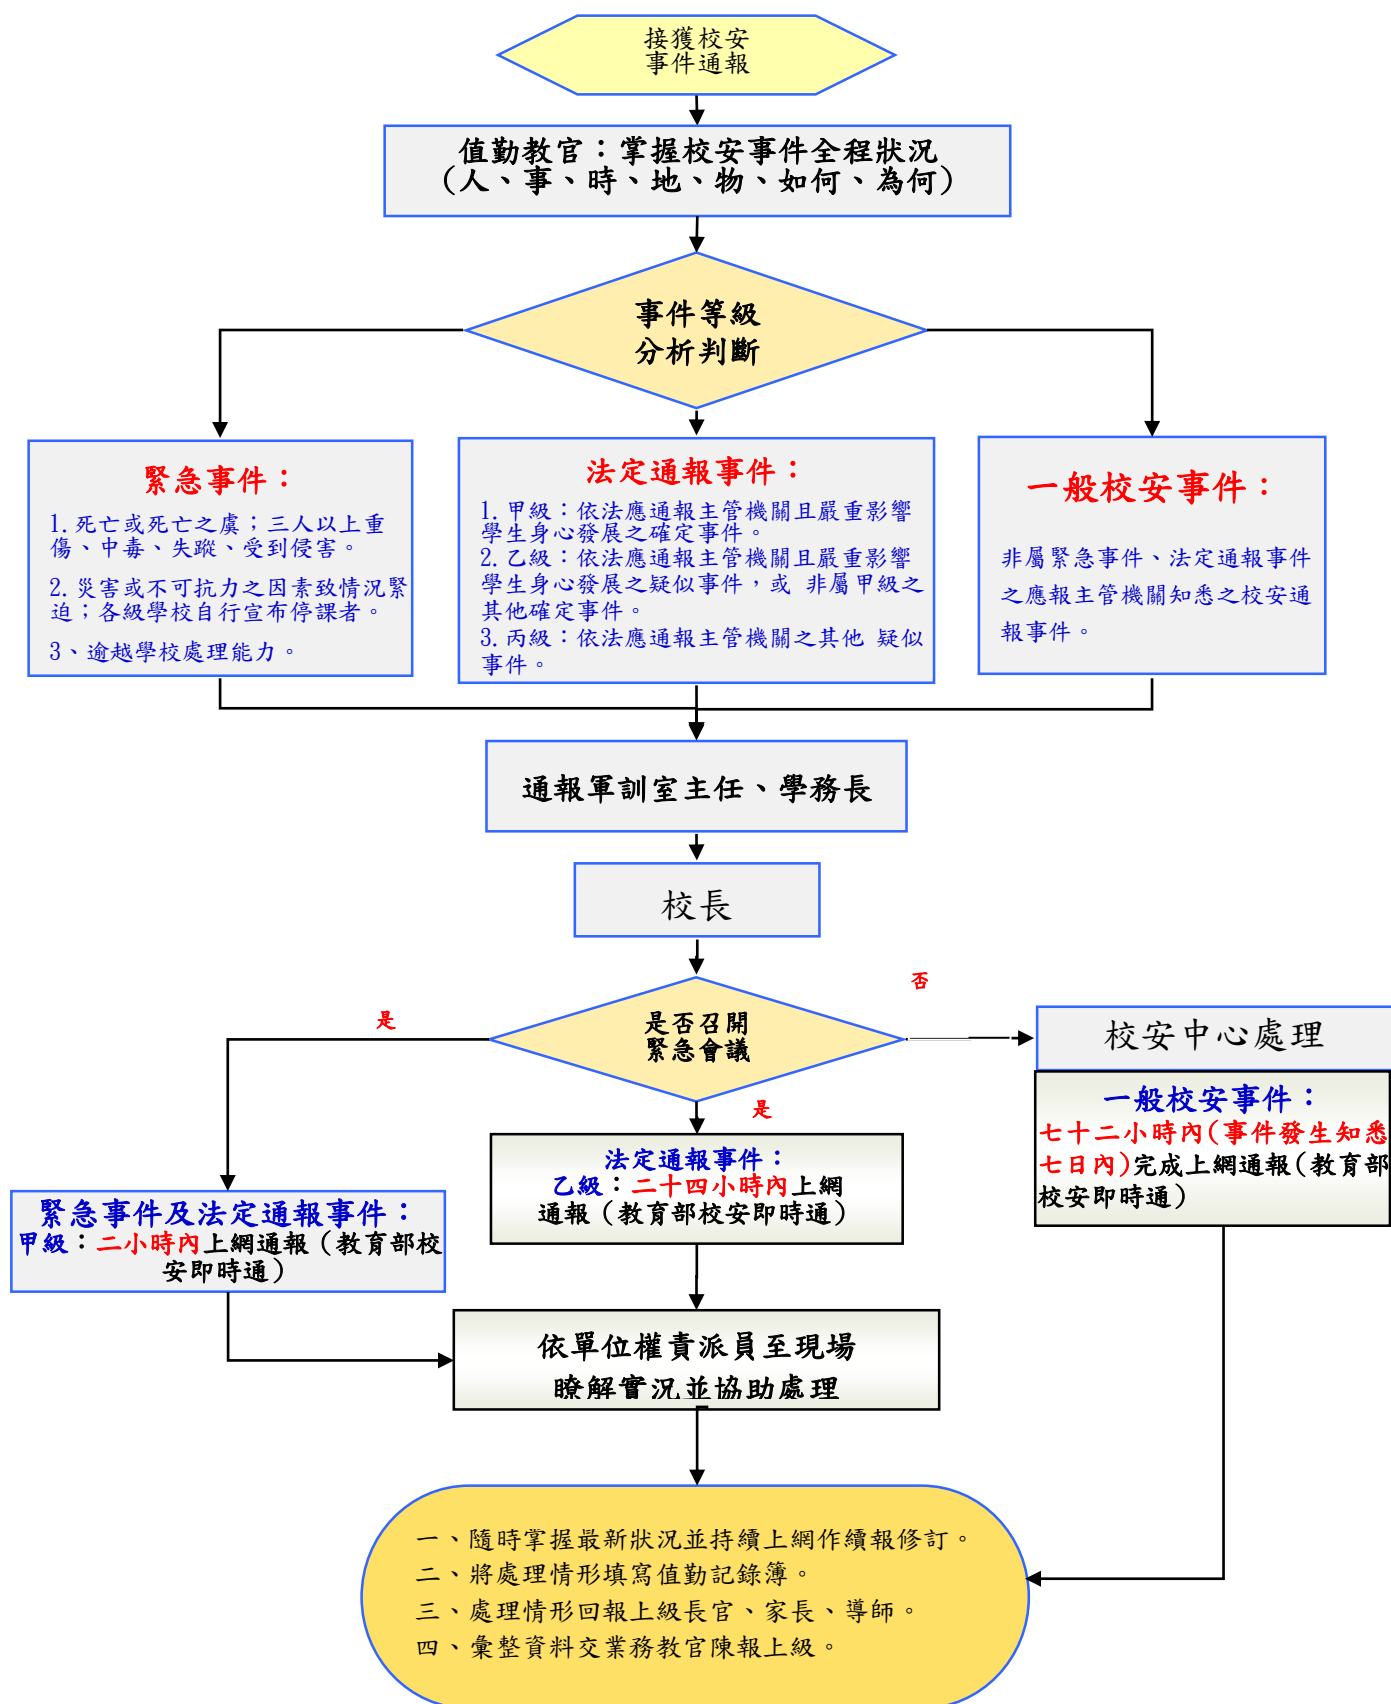 接獲校安
事件通報
值勤教官：掌握校安事件全程狀況
(人、事、時、地、物、如何、為何)
事件等級
分析判斷
緊急事件：
1.死亡或死亡之虞；三人以上重
傷、中毒、失蹤、受到侵害。
2.災害或不可抗力之因素致情況緊
迫；各級學校自行宣布停課者。
3、逾越學校處理能力。
法定通報事件：
1.甲級：依法應通報主管機關且嚴重影響
學生身心發展之確定事件。
2.乙級：依法應通報主管機關且嚴重影響
學生身心發展之疑似事件，或 非屬甲級之
其他確定事件。
3.丙級：依法應通報主管機關之其他 疑似
事件。
一般校安事件：
非屬緊急事件、法定通報事件
之應報主管機關知悉之校安通
報事件。
通報軍訓室主任、學務長
校長
是否召開
緊急會議
否
是
是
校安中心處理
一般校安事件：
七十二小時內(事件發生知悉
七日內)完成上網通報(教育部
校安即時通)
法定通報事件：
乙級：二十四小時內上網
通報(教育部校安即時通)
緊急事件及法定通報事件：
甲級：二小時內上網通報(教育部校
安即時通)
依單位權責派員至現場
瞭解實況並協助處理
一、隨時掌握最新狀況並持續上網作續報修訂。
二、將處理情形填寫值勤記錄簿。
三、處理情形回報上級長官、家長、導師。
四、彙整資料交業務教官陳報上級。